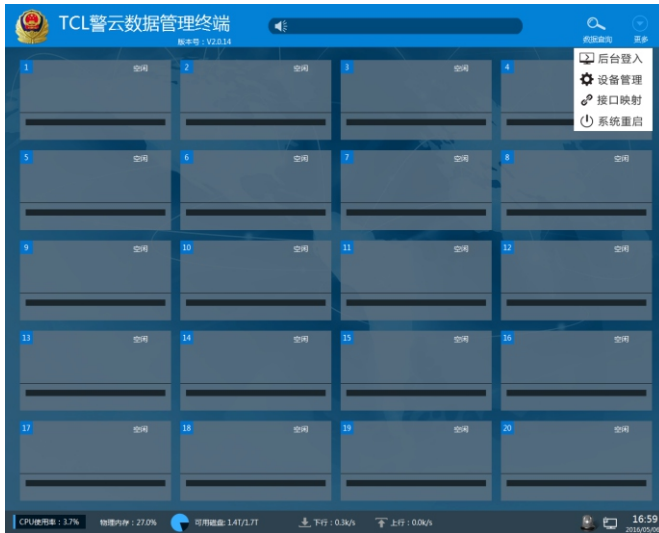 TCL警云数据管理终端
版本号：V2.0.14
数据查询
更多
后台登入
设备管理
接口映射
系统重启
1 空闲
2 空闲
3 空闲
4
5 空闲
6 空闲
7 空闲
8 空闲
9 空闲
10 空闲
11 空闲
12 空闲
13 空闲
14 空闲
15 空闲
16 空闲
17 空闲
18 空闲
19 空闲
20 空闲
CPU使用率：3.7% 物理内存：27.0% 可用磁盘: 1.4T/1.7T 下行：0.3k/s 上行：0.0k/s 16:59
2016/05/06